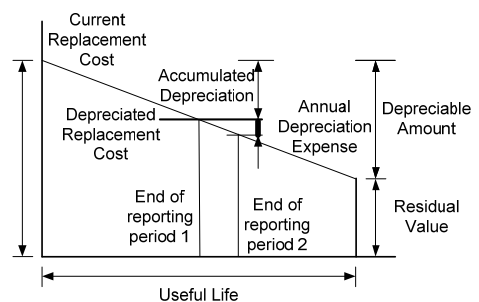 Current
Replacement
Cost
Accumulated
Depreciation
Depreciated
Replacement
Cost
Annual
Depreciation
Expense
Depreciable
Amount
End of
reporting
period 1
End of
reporting
period 2
Residual
Value
Useful Life